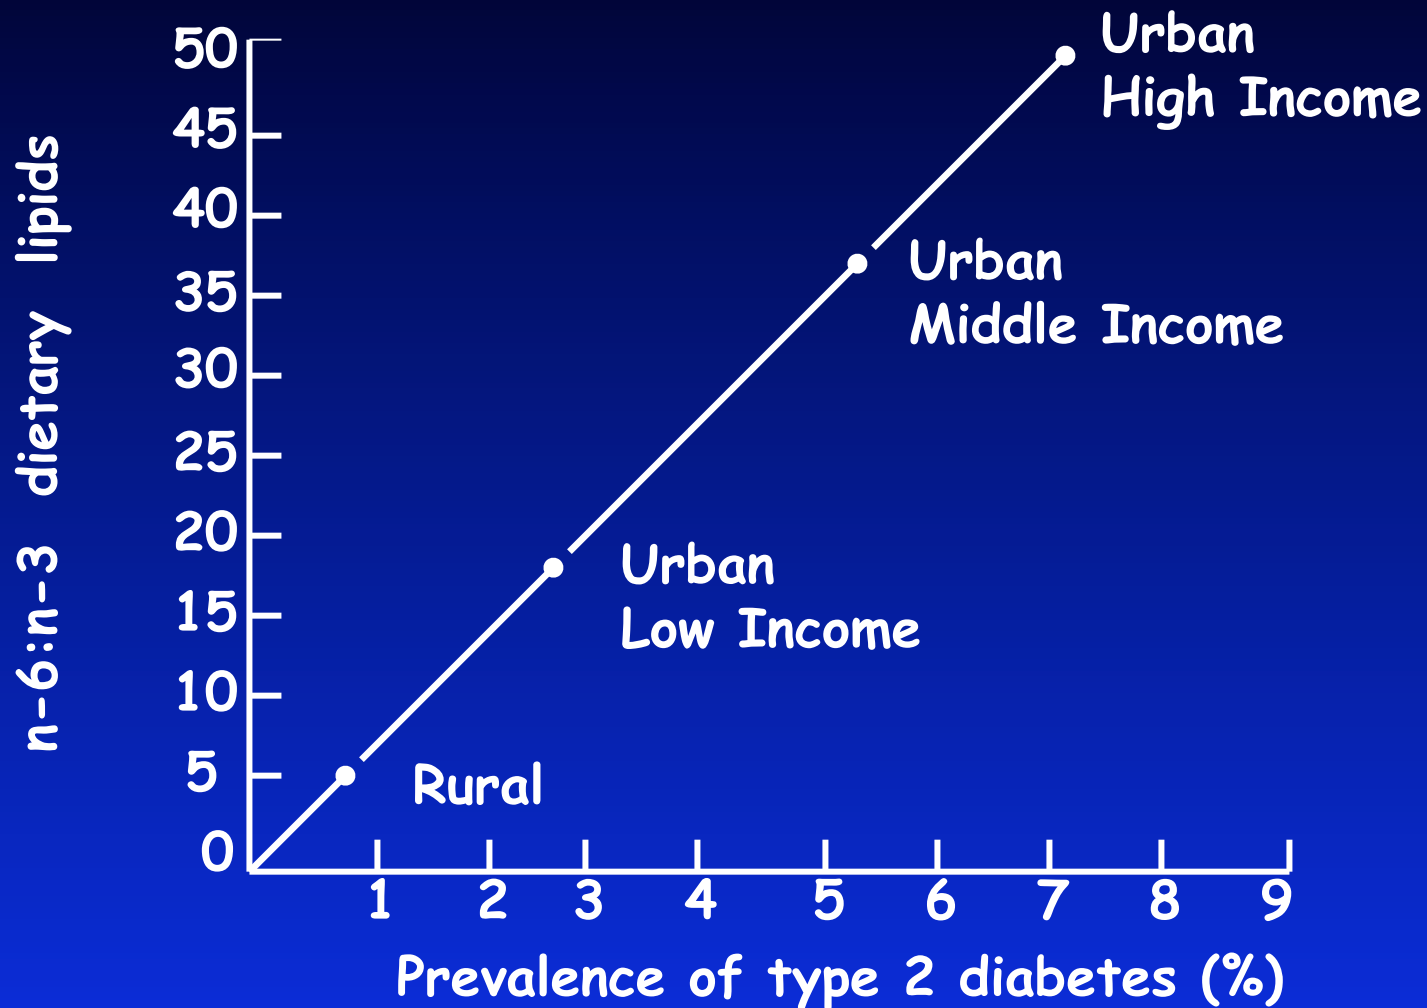 50
45
40
35
30
25
20
15
10
5
0
n-6:n-3 dietary lipids
Urban
High Income
Urban
Middle Income
Urban
Low Income
Rural
1 2 3 4 5 6 7 8 9
Prevalence of type 2 diabetes (%)